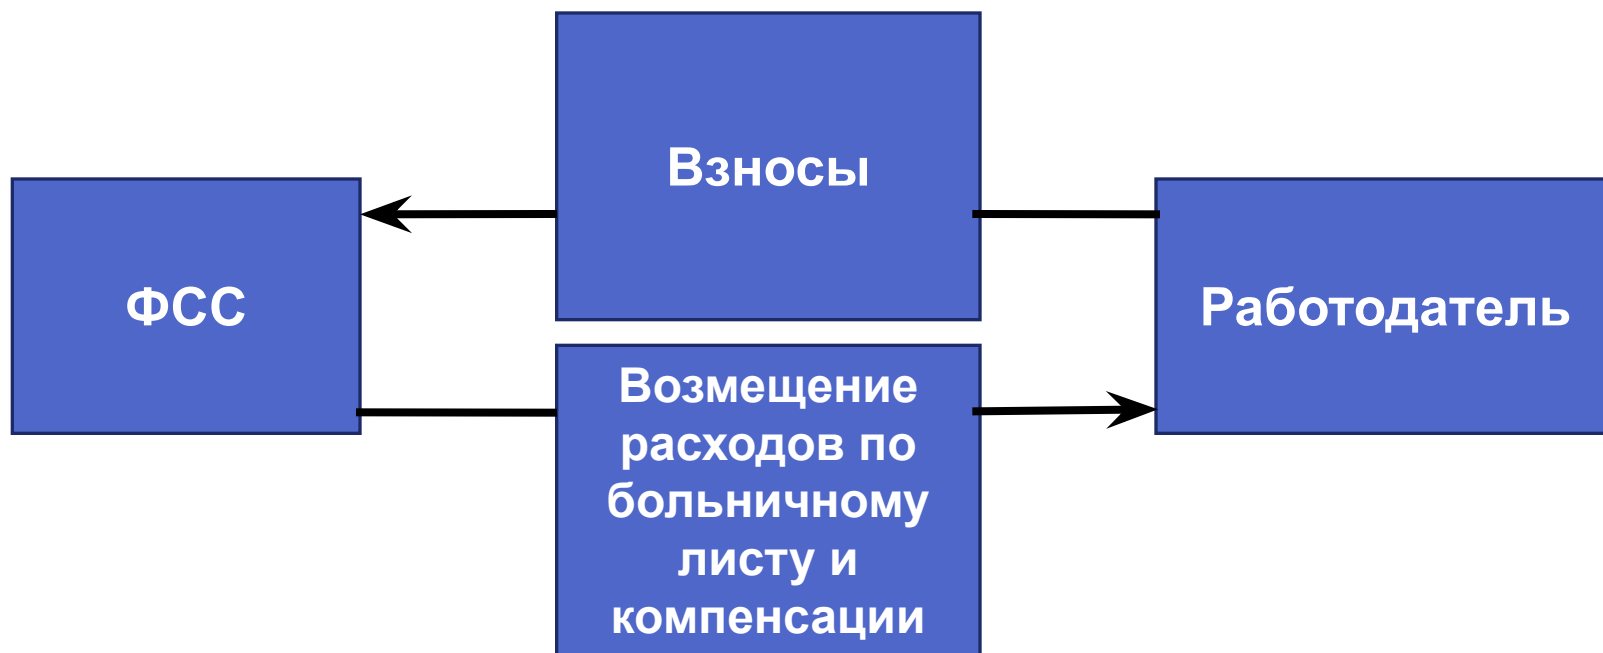 Взносы
ФСС
Работодатель
Возмещение
расходов по
больничному
листу и
компенсации